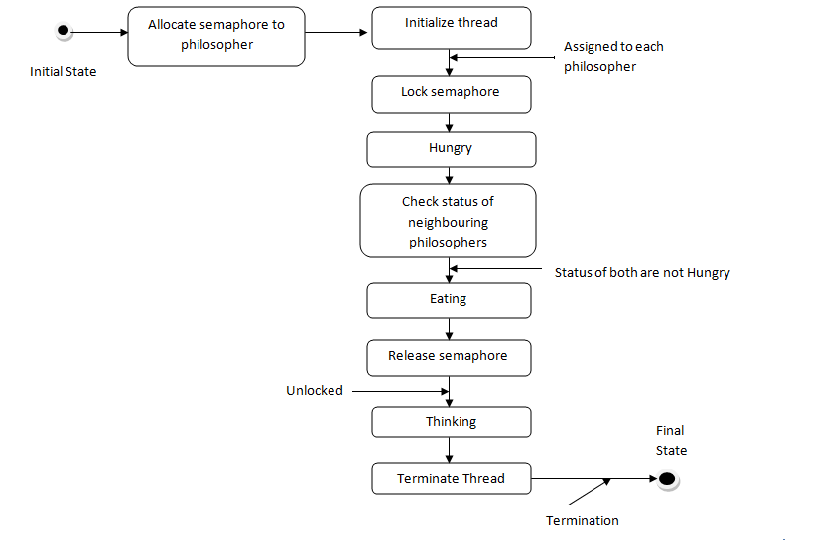 Allocate semaphore to
philosopher
Initial State
Initialize thread
Assigned to each
philosopher
Lock semaphore
Hungry
Check status of
neighbouring
philosophers
Status of both are not Hungry
Eating
Release semaphore
Unlocked
Thinking
Terminate Thread
Final
State
Termination